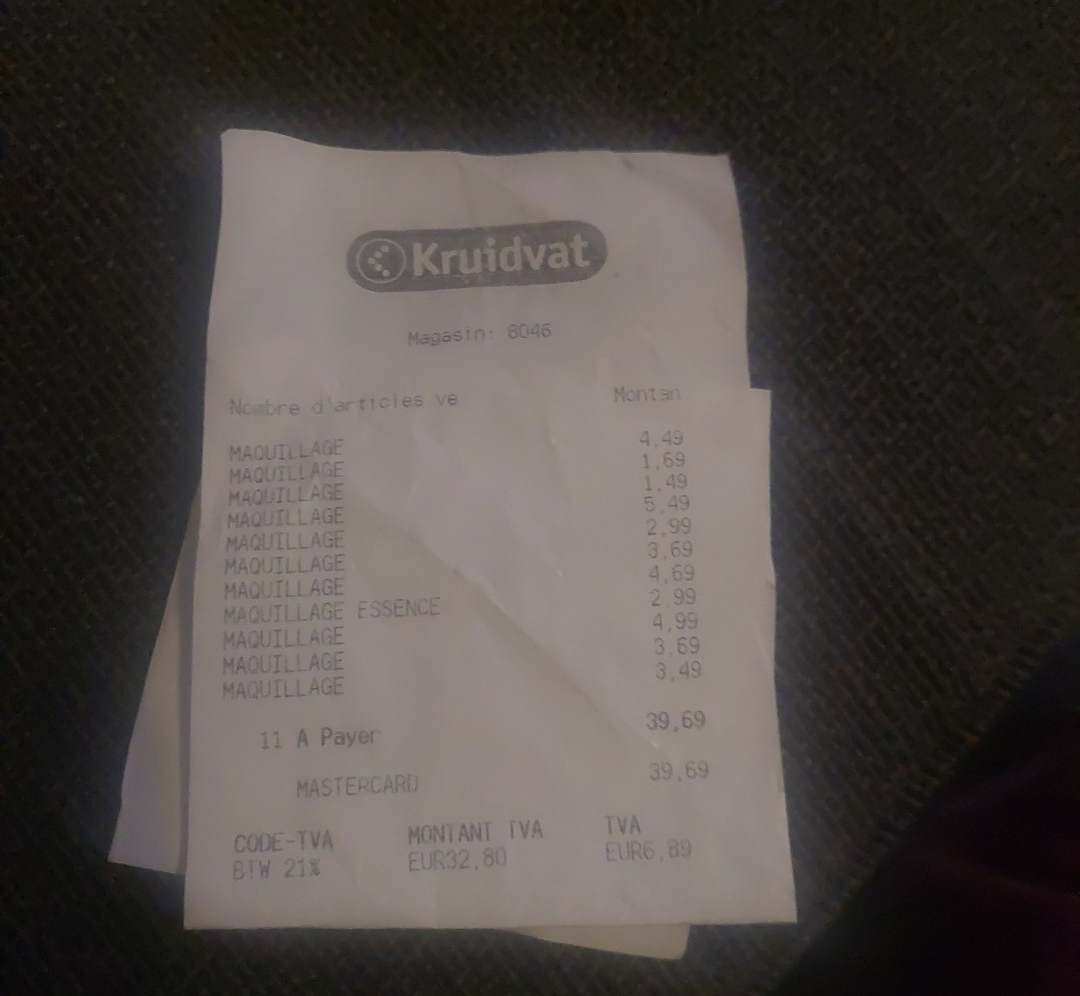 Kruidvat
Magasin: 8046
Nombre d'articles ve Montan
MAQUILLAGE 4,49
MAQUILLAGE 1,69
MAQUILLAGE 1,49
MAQUILLAGE 5,49
MAQUILLAGE 2,99
MAQUILLAGE 3,69
MAQUILLAGE 4,69
MAQUILLAGE ESSENCE 2,99
MAQUILLAGE 4,99
MAQUILLAGE 3,69
MAQUILLAGE 3,49
11 A Payer 39,69
MASTERCARD 39,69
CODE-TVA MONTANT TVA TVA
BTW 21% EUR32,80 EUR6,89